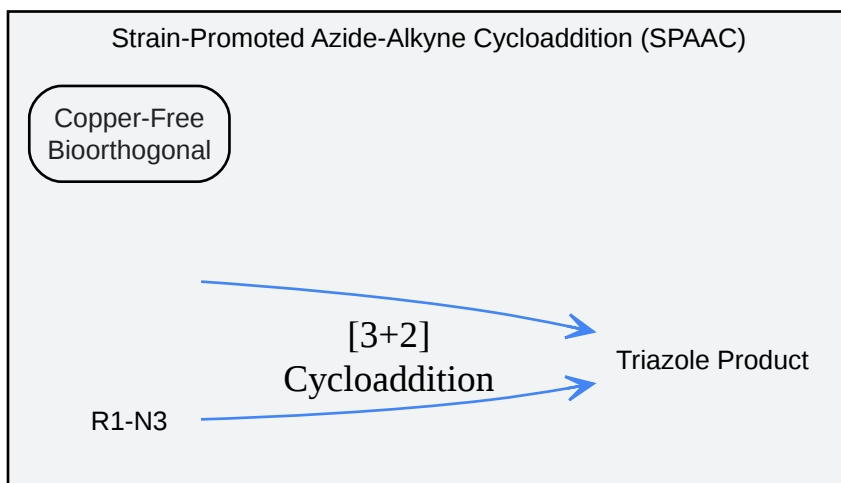 Strain-Promoted Azide-Alkyne Cycloaddition (SPAAC)
Copper-Free
Bioorthogonal
[3+2]
Cycloaddition
Triazole Product
R1-N3